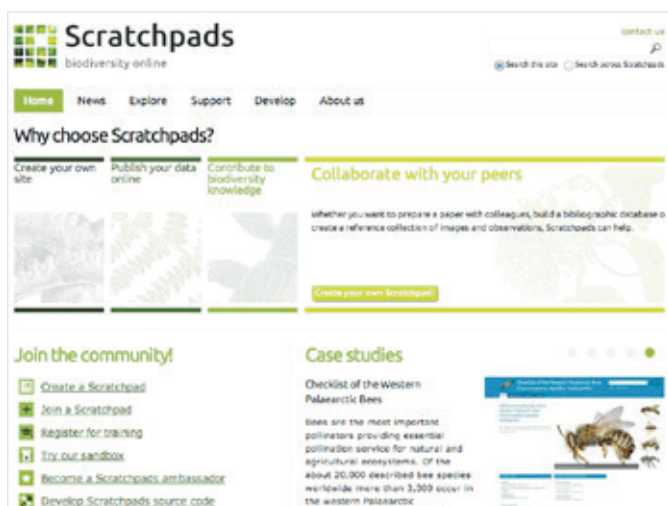 Scratchpads
biodiversity online
contact us
Search this site Search across Scratchpads
Home News Explore Support Develop About us
Why choose Scratchpads?
Create your own
site
Publish your data
online
Contribute to
biodiversity
knowledge
Collaborate with your peers
Whether you want to prepare a paper with colleagues, build a bibliographic database o
create a reference collection of images and observations, Scratchpads can help.
Create your own Scratchpad!
Join the community!
Create a Scratchpad
Join a Scratchpad
Register for training
Try our sandbox
Become a Scratchpads ambassador
Develop Scratchpads source code
Case studies
Checklist of the Western
Palaearctic Bees
Bees are the most important
pollinators providing essential
pollination service for natural and
agricultural ecosystems. Of the
about 20,000 described bee species
worldwide more than 3,000 occur in
the western Palaearctic